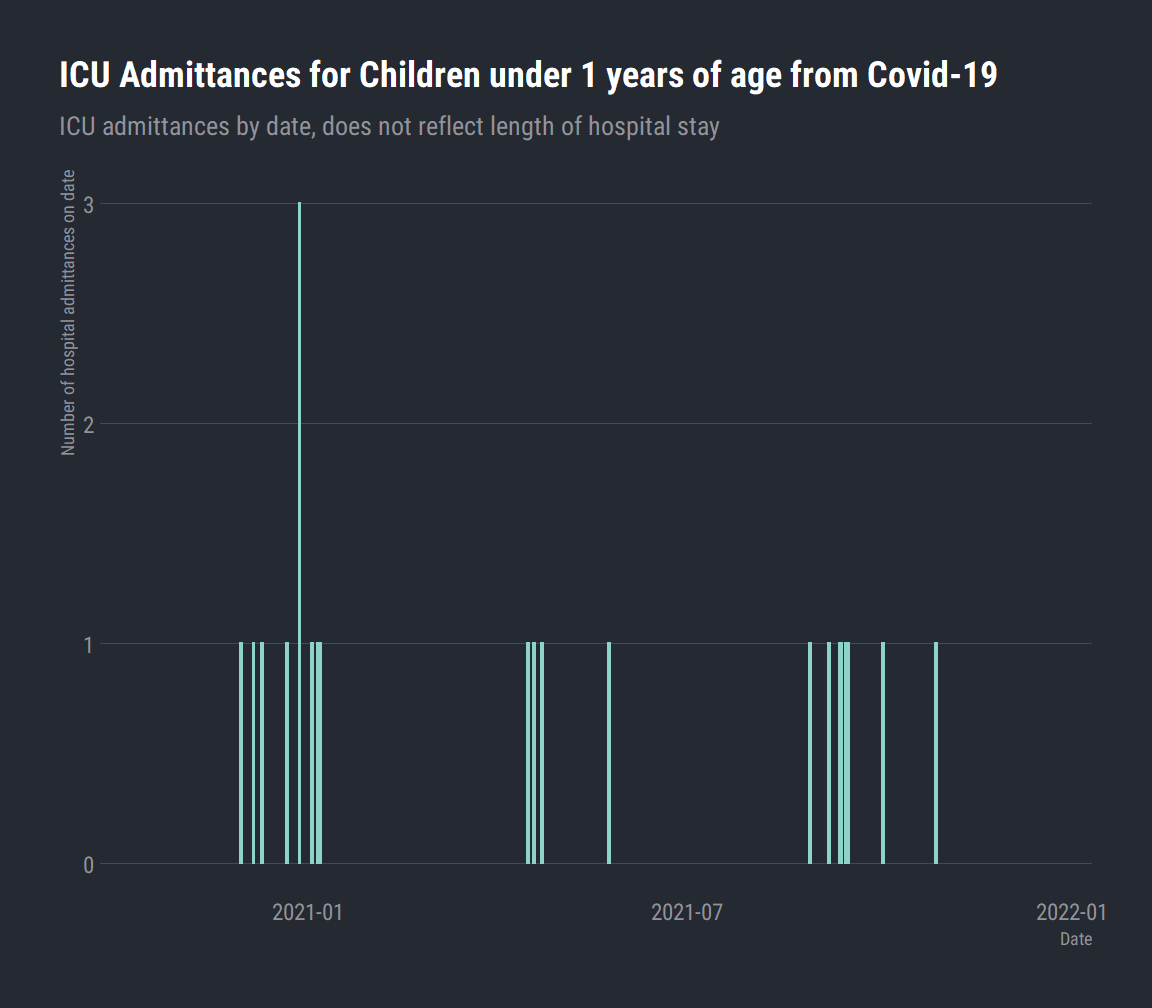 ICU Admittances for Children under 1 years of age from Covid-19
ICU admittances by date, does not reflect length of hospital stay
Number of hospital admittances on date
3
2
1
0
2021-01
2021-07
2022-01
Date